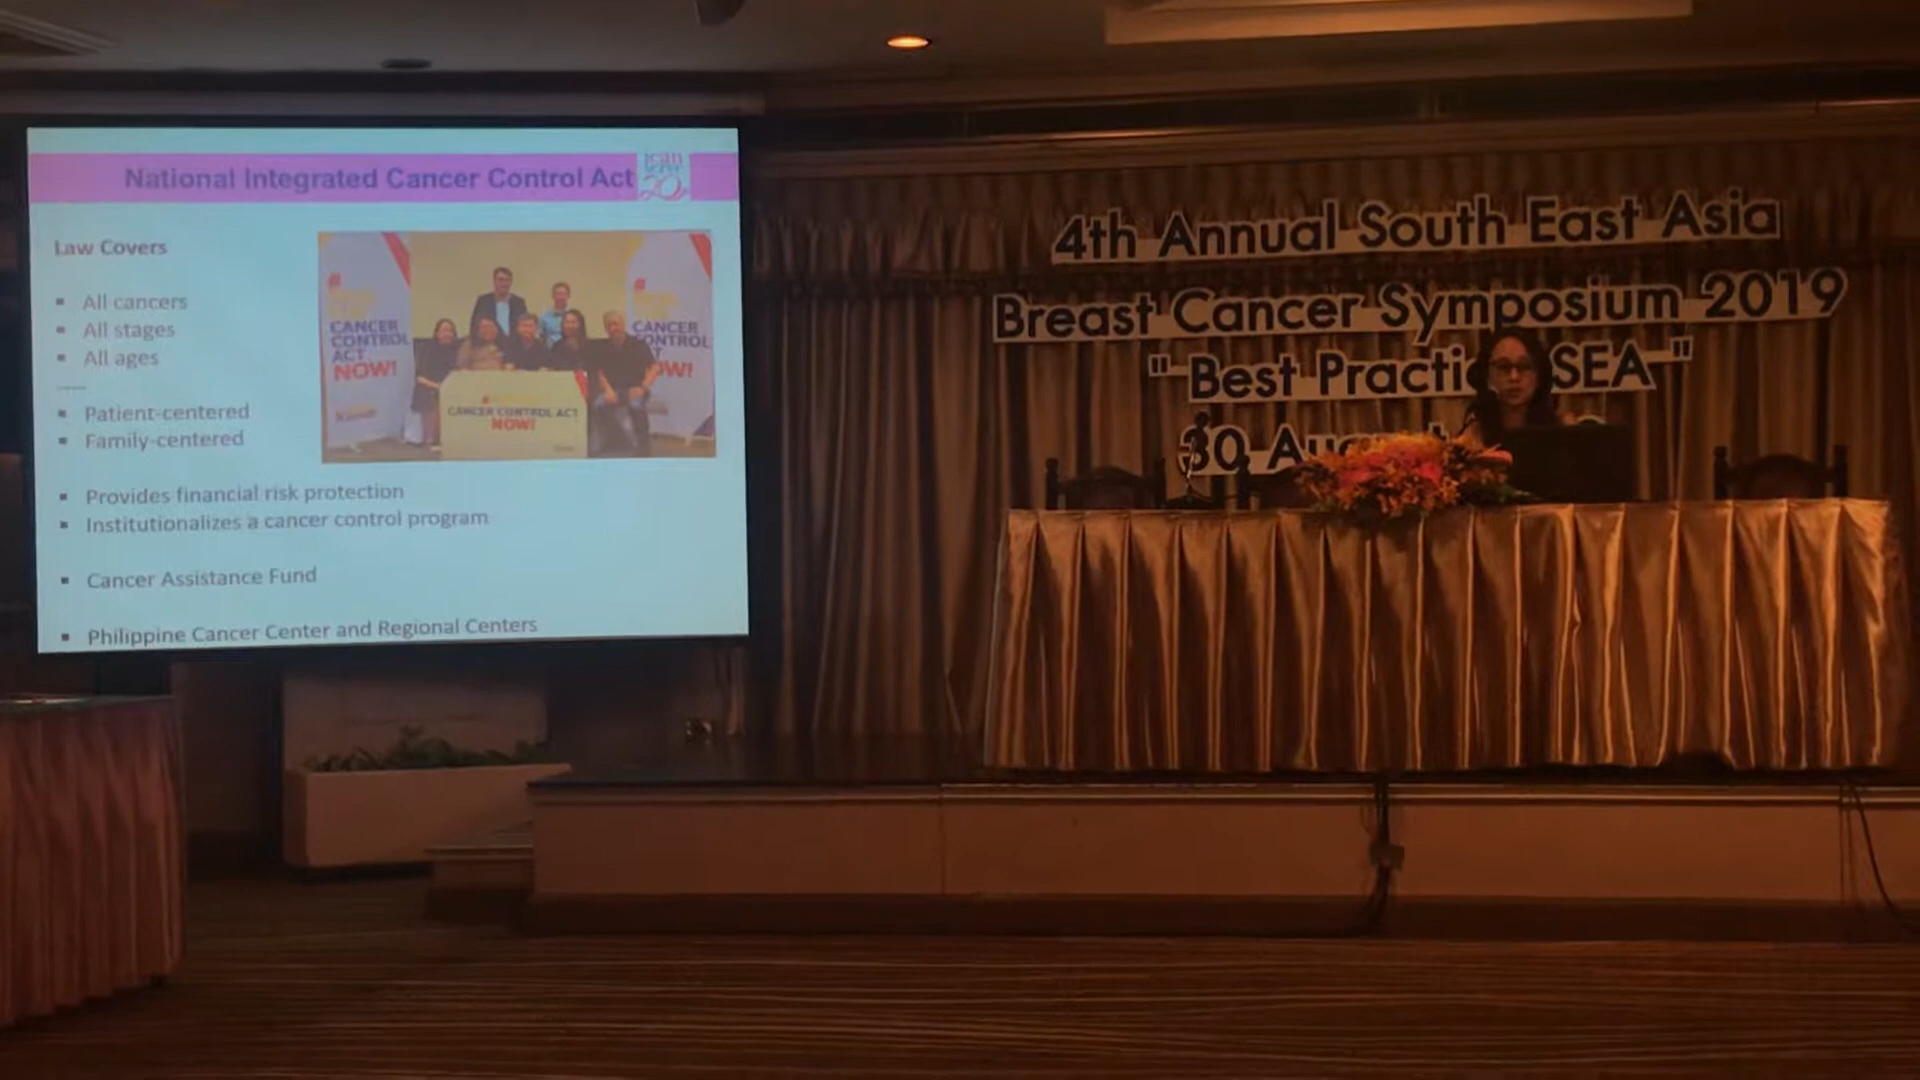 National Integrated Cancer Control Act
Law Covers
All cancers
All stages
All ages
Patient-centered
Family-centered
Provides financial risk protection
Institutionalizes a cancer control program
Cancer Assistance Fund
Philippine Cancer Center and Regional Centers
CANCER
CONTROL
ACT
NOW!
CANCER CONTROL ACT
NOW!
CANCER
4th Annual South East Asia
Breast Cancer Symposium 2019
" Best SEA "
30